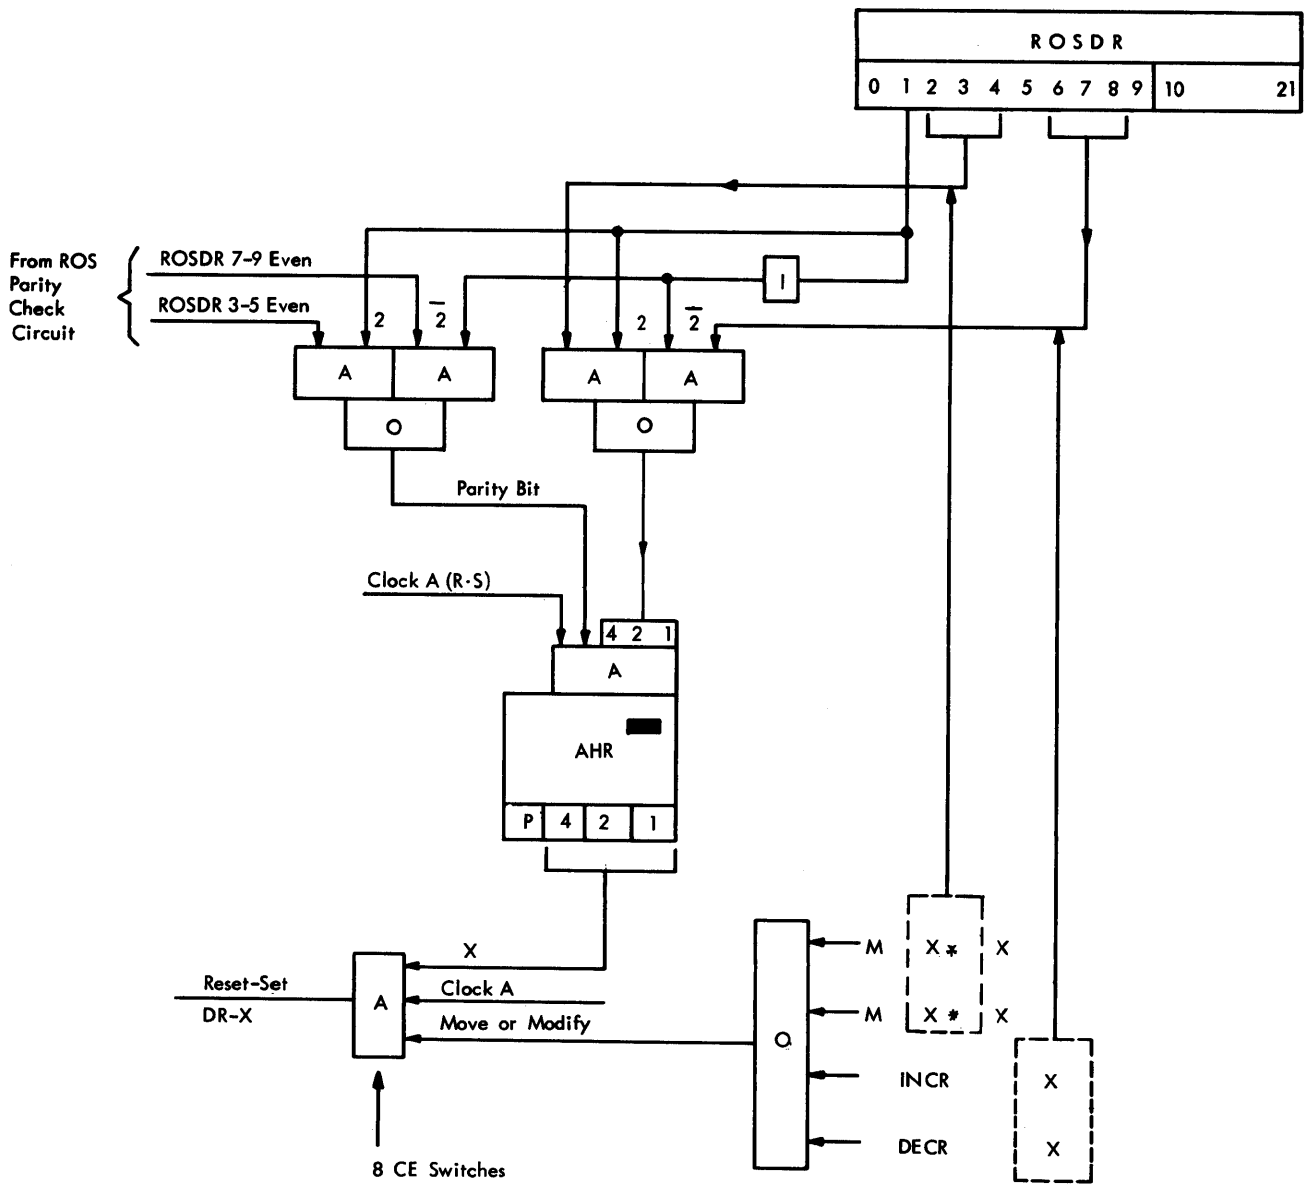 ROSDR
0 1 2 3 4 5 6 7 8 9 10 21
From ROS
Parity
Check
Circuit
ROSDR 7-9 Even
ROSDR 3-5 Even
I
2 2̅ 2 2̅
A A A A
O O
Parity Bit
Clock A (R·S)
4 2 1
A
AHR
P 4 2 1
X
Clock A
Move or Modify
Reset-Set
DR-X
A
8 CE Switches
O
M X * X
M X * X
INCR X
DECR X